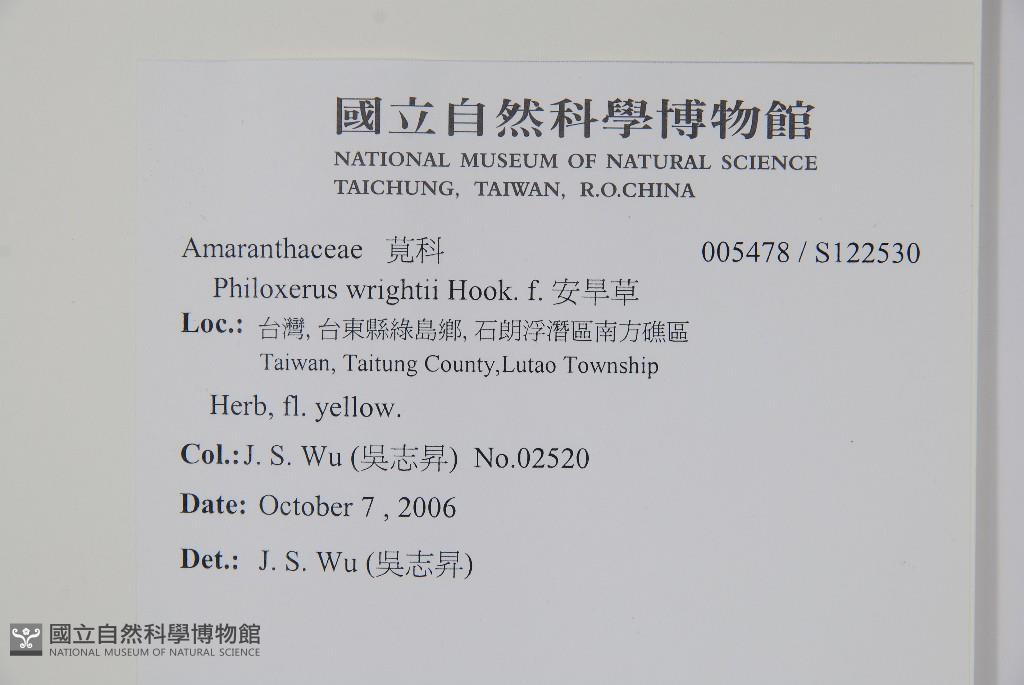 國立自然科學博物館
NATIONAL MUSEUM OF NATURAL SCIENCE
TAICHUNG, TAIWAN, R.O.CHINA
Amaranthaceae 莧科 005478 / S122530
Philoxerus wrightii Hook. f. 安旱草
Loc.: 台灣, 台東縣綠島鄉, 石朗浮潛區南方礁區
Taiwan, Taitung County,Lutao Township
Herb, fl. yellow.
Col.:J. S. Wu (吳志昇) No.02520
Date: October 7 , 2006
Det.: J. S. Wu (吳志昇)
國立自然科學博物館
NATIONAL MUSEUM OF NATURAL SCIENCE